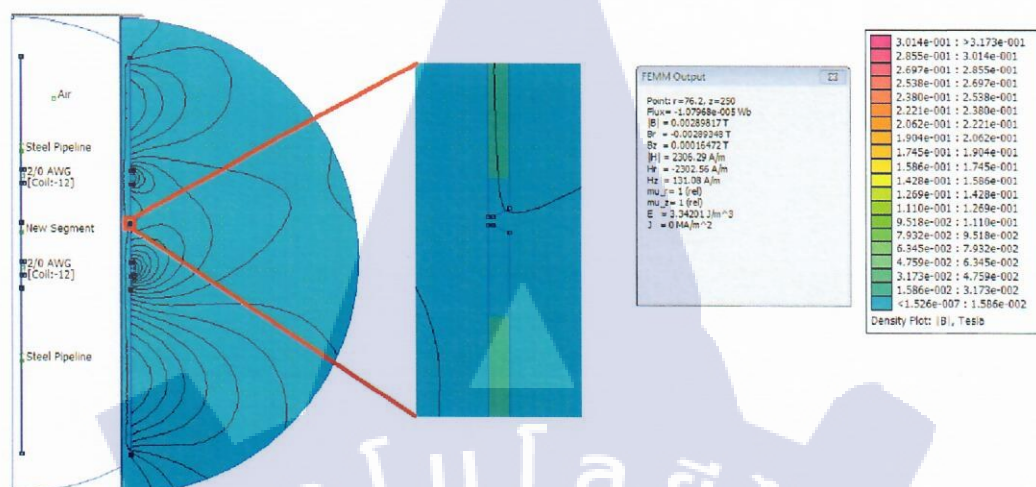 Air
Steel Pipeline
2/0 AWG
[Coil:-12]
New Segment
2/0 AWG
[Coil:-12]
Steel Pipeline
FEMM Output
Point: r=76.2, z=250
Flux = -1.07968e-005 Wb
|B| = 0.00289817 T
Br = -0.00289348 T
Bz = 0.00016472 T
|H| = 2306.29 A/m
Hr = -2302.56 A/m
Hz = 131.08 A/m
mu_r = 1 (rel)
mu_z = 1 (rel)
E = 3.34201 J/m^3
J = 0 MA/m^2
3.014e-001 : >3.173e-001
2.855e-001 : 3.014e-001
2.697e-001 : 2.855e-001
2.538e-001 : 2.697e-001
2.380e-001 : 2.538e-001
2.221e-001 : 2.380e-001
2.062e-001 : 2.221e-001
1.904e-001 : 2.062e-001
1.745e-001 : 1.904e-001
1.586e-001 : 1.745e-001
1.428e-001 : 1.586e-001
1.269e-001 : 1.428e-001
1.110e-001 : 1.269e-001
9.518e-002 : 1.110e-001
7.932e-002 : 9.518e-002
6.345e-002 : 7.932e-002
4.759e-002 : 6.345e-002
3.173e-002 : 4.759e-002
1.586e-002 : 3.173e-002
<1.526e-007 : 1.586e-002
Density Plot: |B|, Tesla